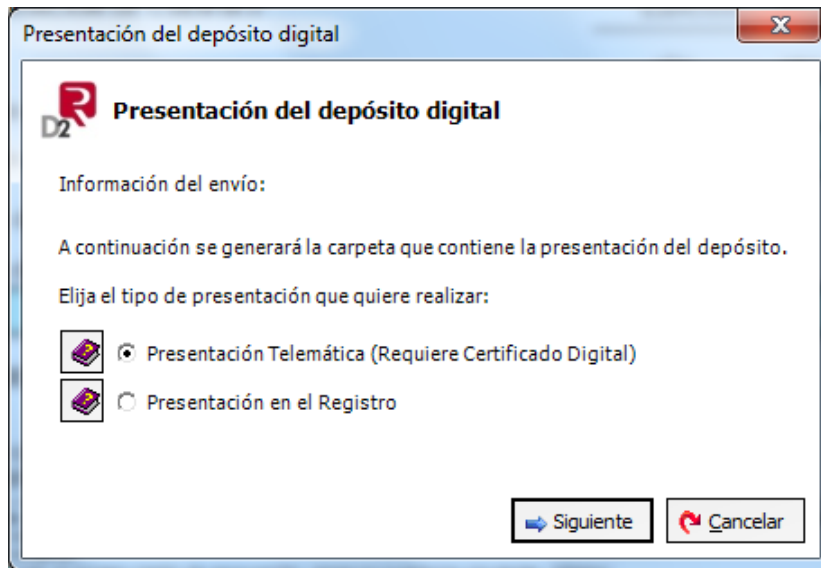 Presentación del depósito digital
D2R
Presentación del depósito digital
Información del envío:
A continuación se generará la carpeta que contiene la presentación del depósito.
Elija el tipo de presentación que quiere realizar:
Presentación Telemática (Requiere Certificado Digital)
Presentación en el Registro
Siguiente
Cancelar